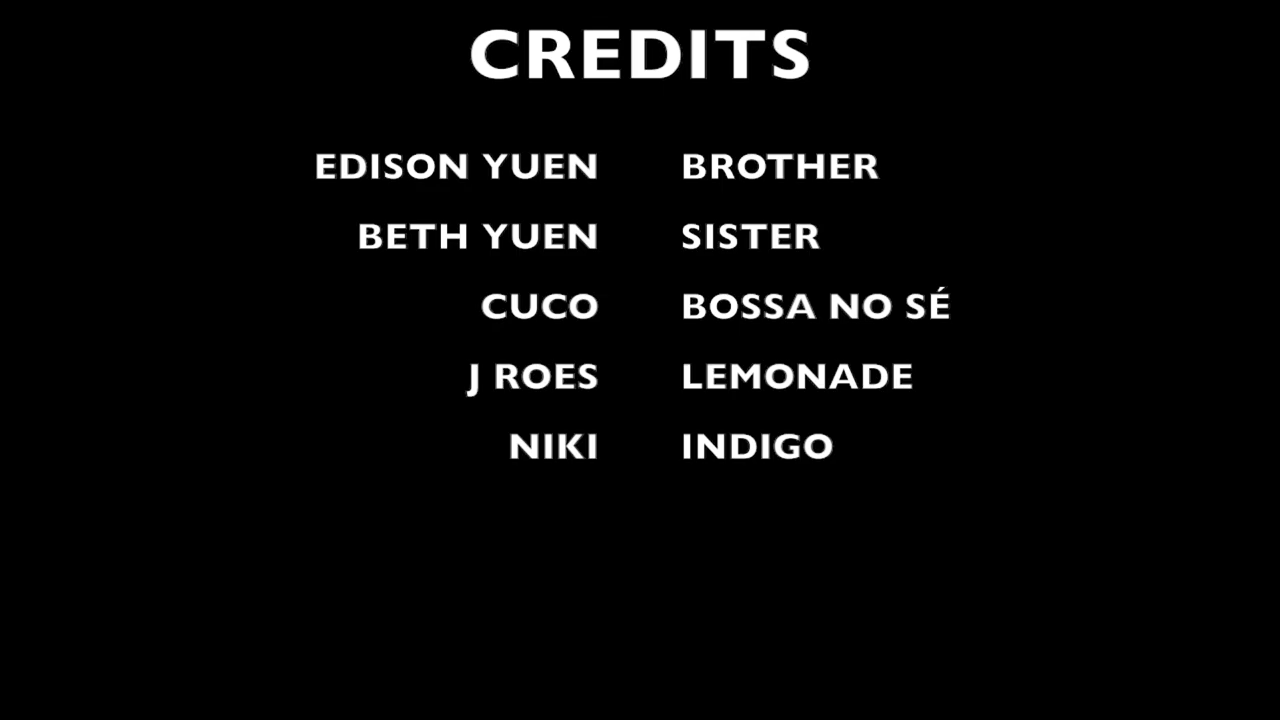 CREDITS
EDISON YUEN BROTHER
BETH YUEN SISTER
CUCO BOSSA NO SÉ
J ROES LEMONADE
NIKI INDIGO